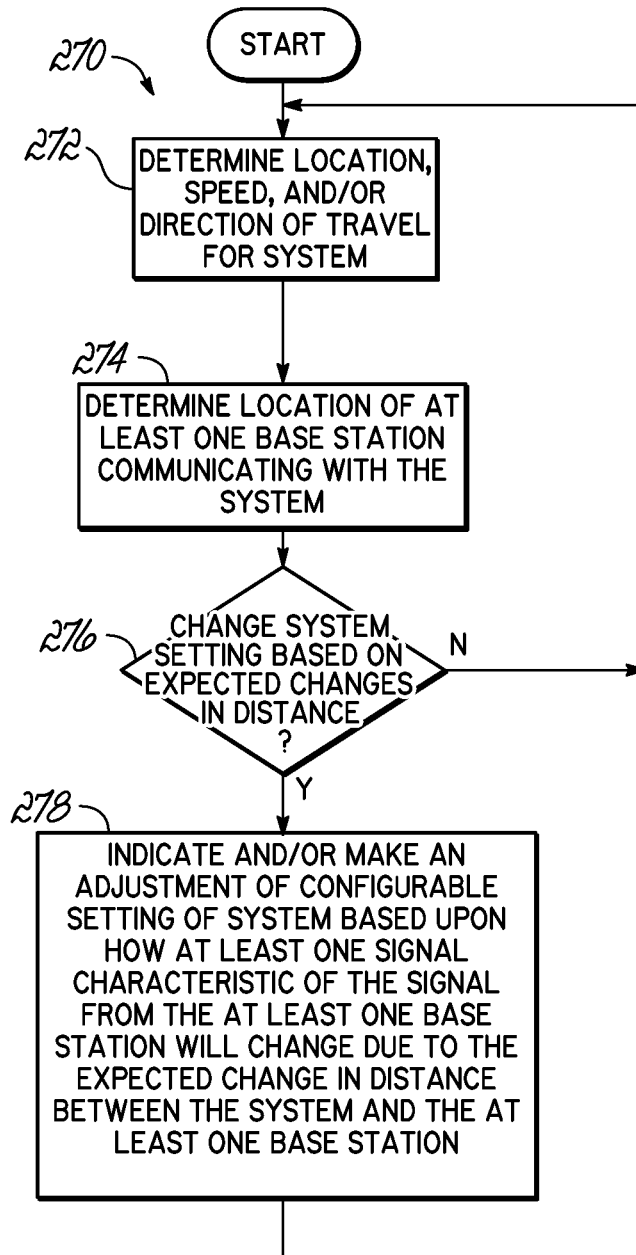 START
270
272
DETERMINE LOCATION,
SPEED, AND/OR
DIRECTION OF TRAVEL
FOR SYSTEM
274
DETERMINE LOCATION OF AT
LEAST ONE BASE STATION
COMMUNICATING WITH THE
SYSTEM
276
CHANGE SYSTEM
SETTING BASED ON
EXPECTED CHANGES
IN DISTANCE
?
N
Y
278
INDICATE AND/OR MAKE AN
ADJUSTMENT OF CONFIGURABLE
SETTING OF SYSTEM BASED UPON
HOW AT LEAST ONE SIGNAL
CHARACTERISTIC OF THE SIGNAL
FROM THE AT LEAST ONE BASE
STATION WILL CHANGE DUE TO THE
EXPECTED CHANGE IN DISTANCE
BETWEEN THE SYSTEM AND THE AT
LEAST ONE BASE STATION